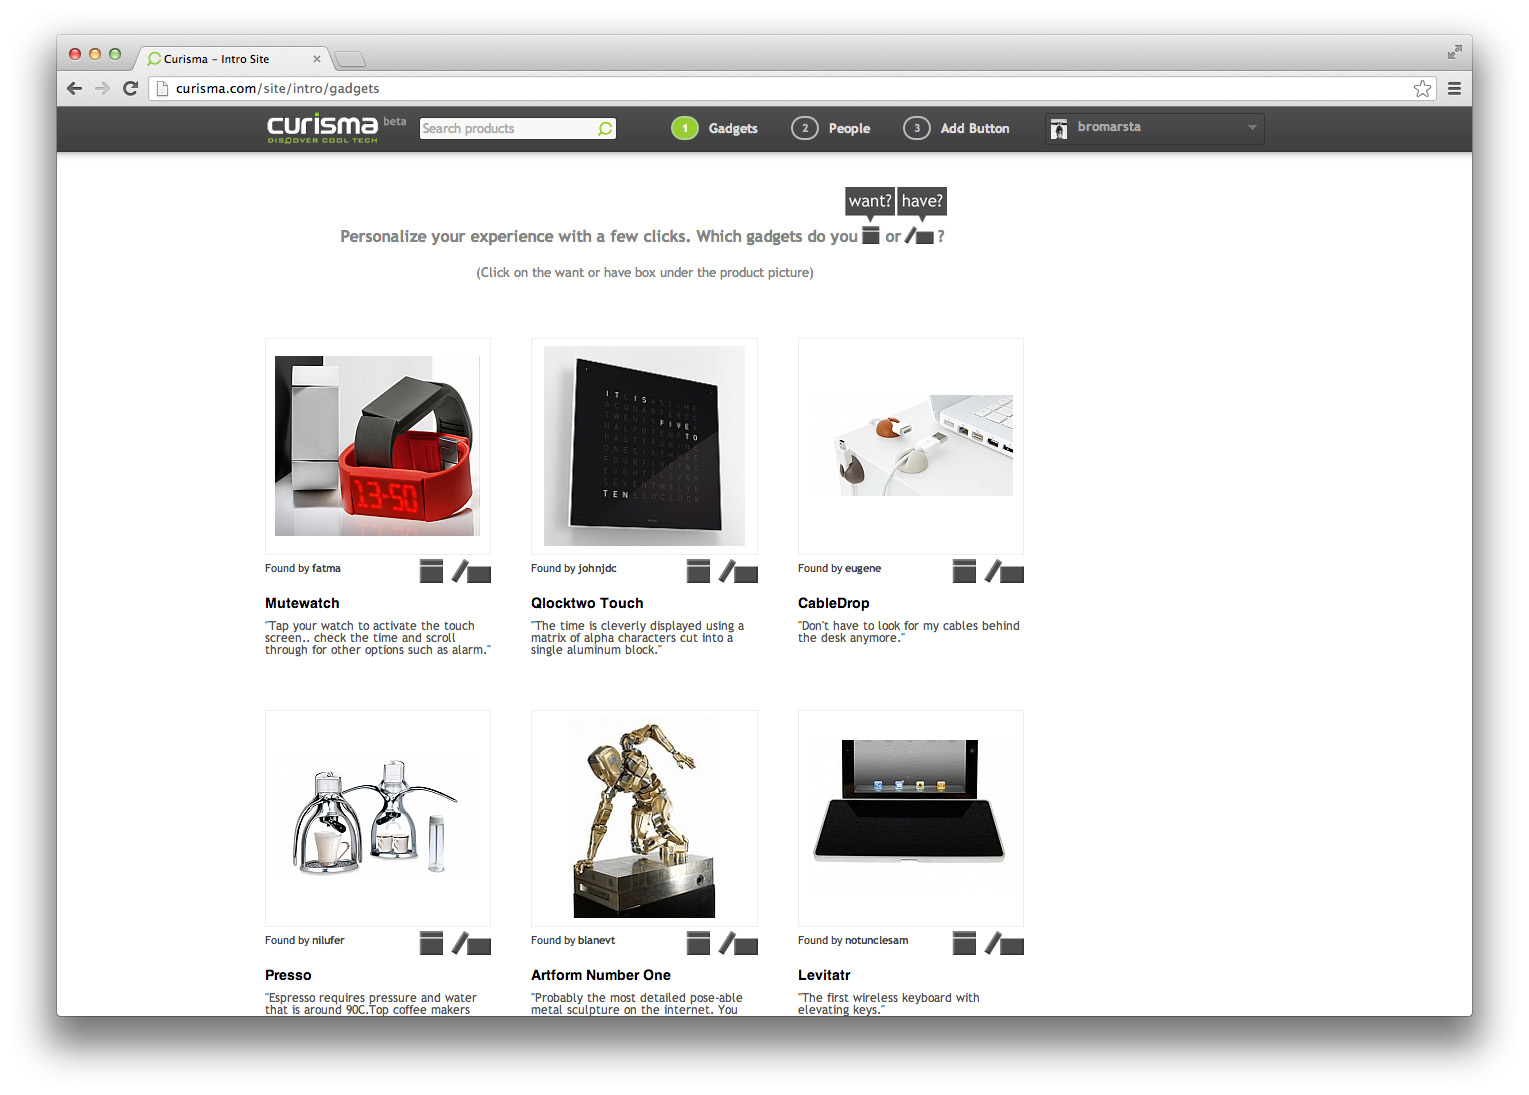 Curisma – Intro Site
curisma.com/site/intro/gadgets
curisma beta
DISCOVER COOL TECH
Search products
1 Gadgets
2 People
3 Add Button
bromarsta
want? have?
Personalize your experience with a few clicks. Which gadgets do you or ?
(Click on the want or have box under the product picture)
13-50
IT IS
FIVE
TO
TEN
Found by fatma
Found by johnjdc
Found by eugene
Mutewatch
"Tap your watch to activate the touch
screen.. check the time and scroll
through for other options such as alarm."
Qlocktwo Touch
"The time is cleverly displayed using a
matrix of alpha characters cut into a
single aluminum block."
CableDrop
"Don't have to look for my cables behind
the desk anymore."
Found by nilufer
Found by blanevt
Found by notunclesam
Presso
"Espresso requires pressure and water
that is around 90C.Top coffee makers
Artform Number One
"Probably the most detailed pose-able
metal sculpture on the internet. You
Levitatr
"The first wireless keyboard with
elevating keys."